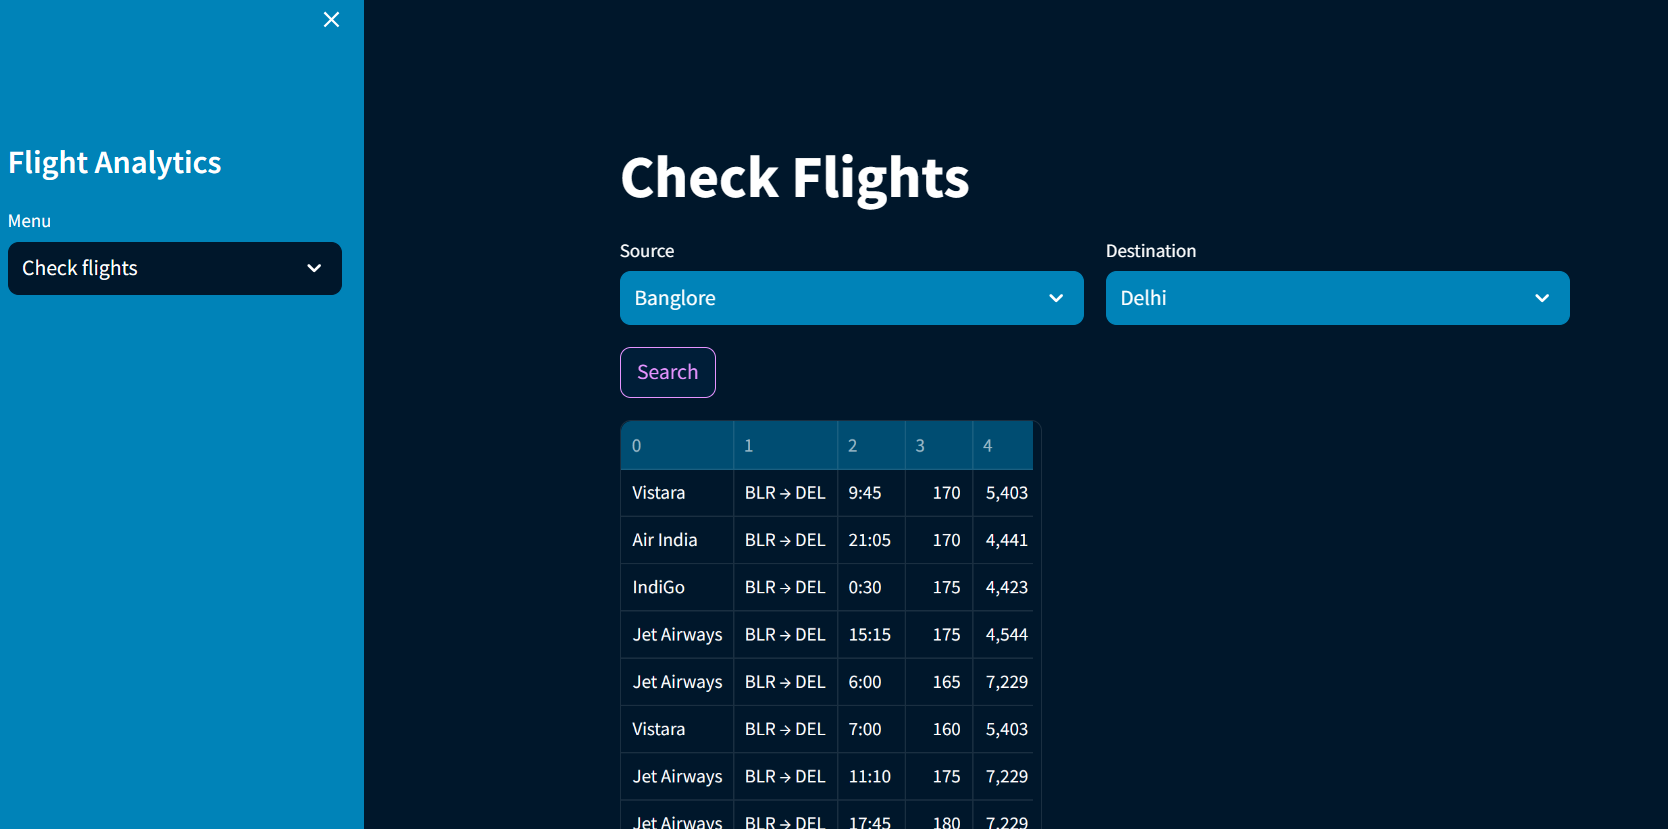 Flight Analytics
Menu
Check flights
Check Flights
Source Destination
Banglore Delhi
Search
0 1 2 3 4
Vistara BLR → DEL 9:45 170 5,403
Air India BLR → DEL 21:05 170 4,441
IndiGo BLR → DEL 0:30 175 4,423
Jet Airways BLR → DEL 15:15 175 4,544
Jet Airways BLR → DEL 6:00 165 7,229
Vistara BLR → DEL 7:00 160 5,403
Jet Airways BLR → DEL 11:10 175 7,229
Jet Airways BLR → DEL 17:45 180 7,229